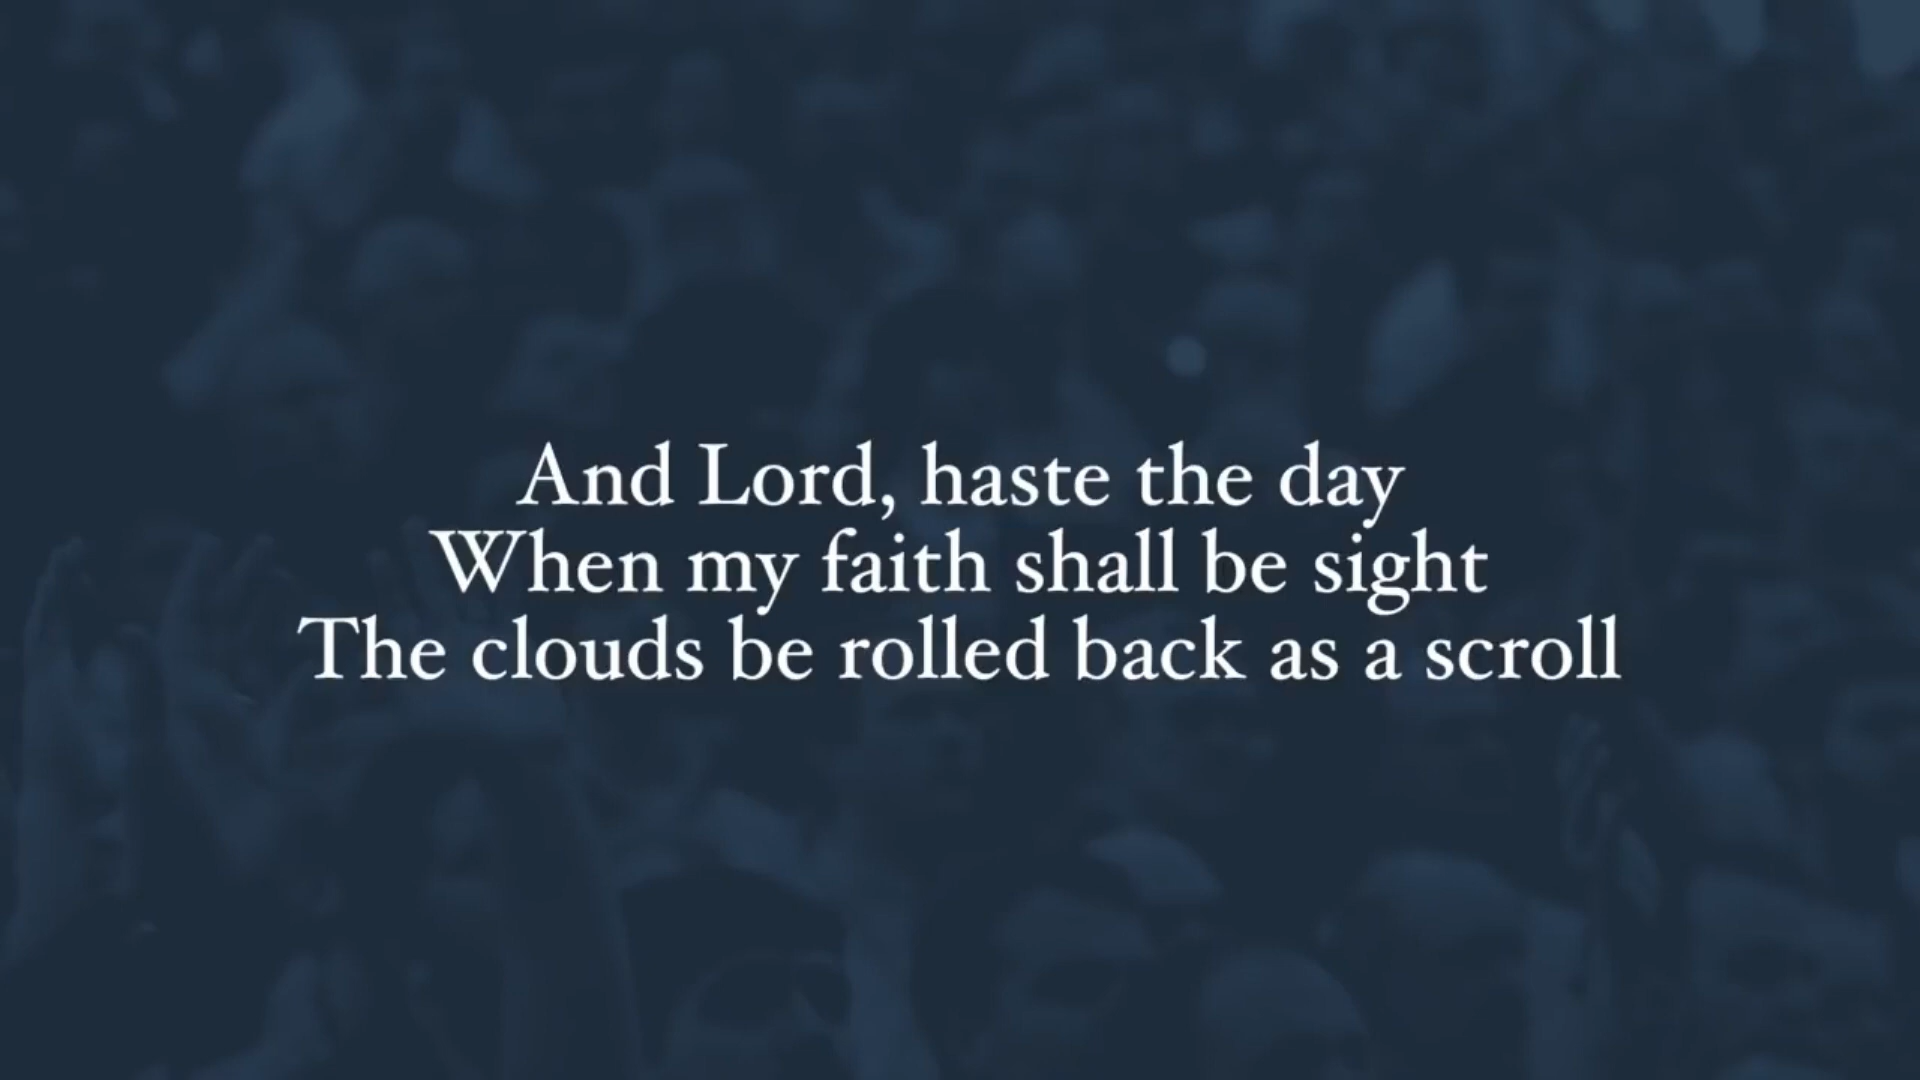 And Lord, haste the day
When my faith shall be sight
The clouds be rolled back as a scroll